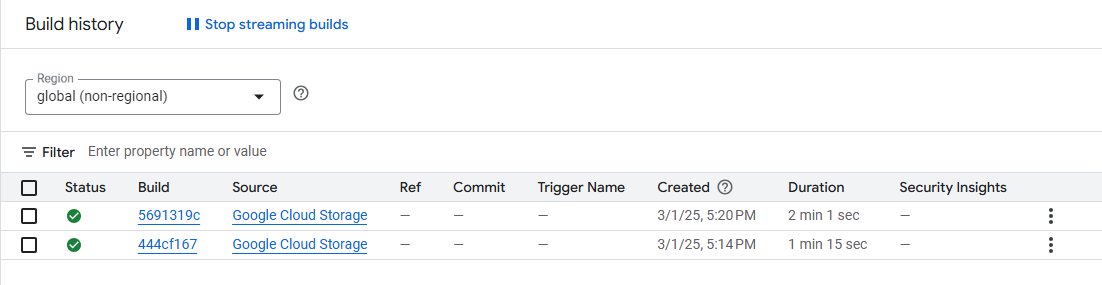 Build history Stop streaming builds
Region
global (non-regional)
Filter Enter property name or value
Status Build Source Ref Commit Trigger Name Created Duration Security Insights
5691319c Google Cloud Storage — — — 3/1/25, 5:20 PM 2 min 1 sec —
444cf167 Google Cloud Storage — — — 3/1/25, 5:14 PM 1 min 15 sec —